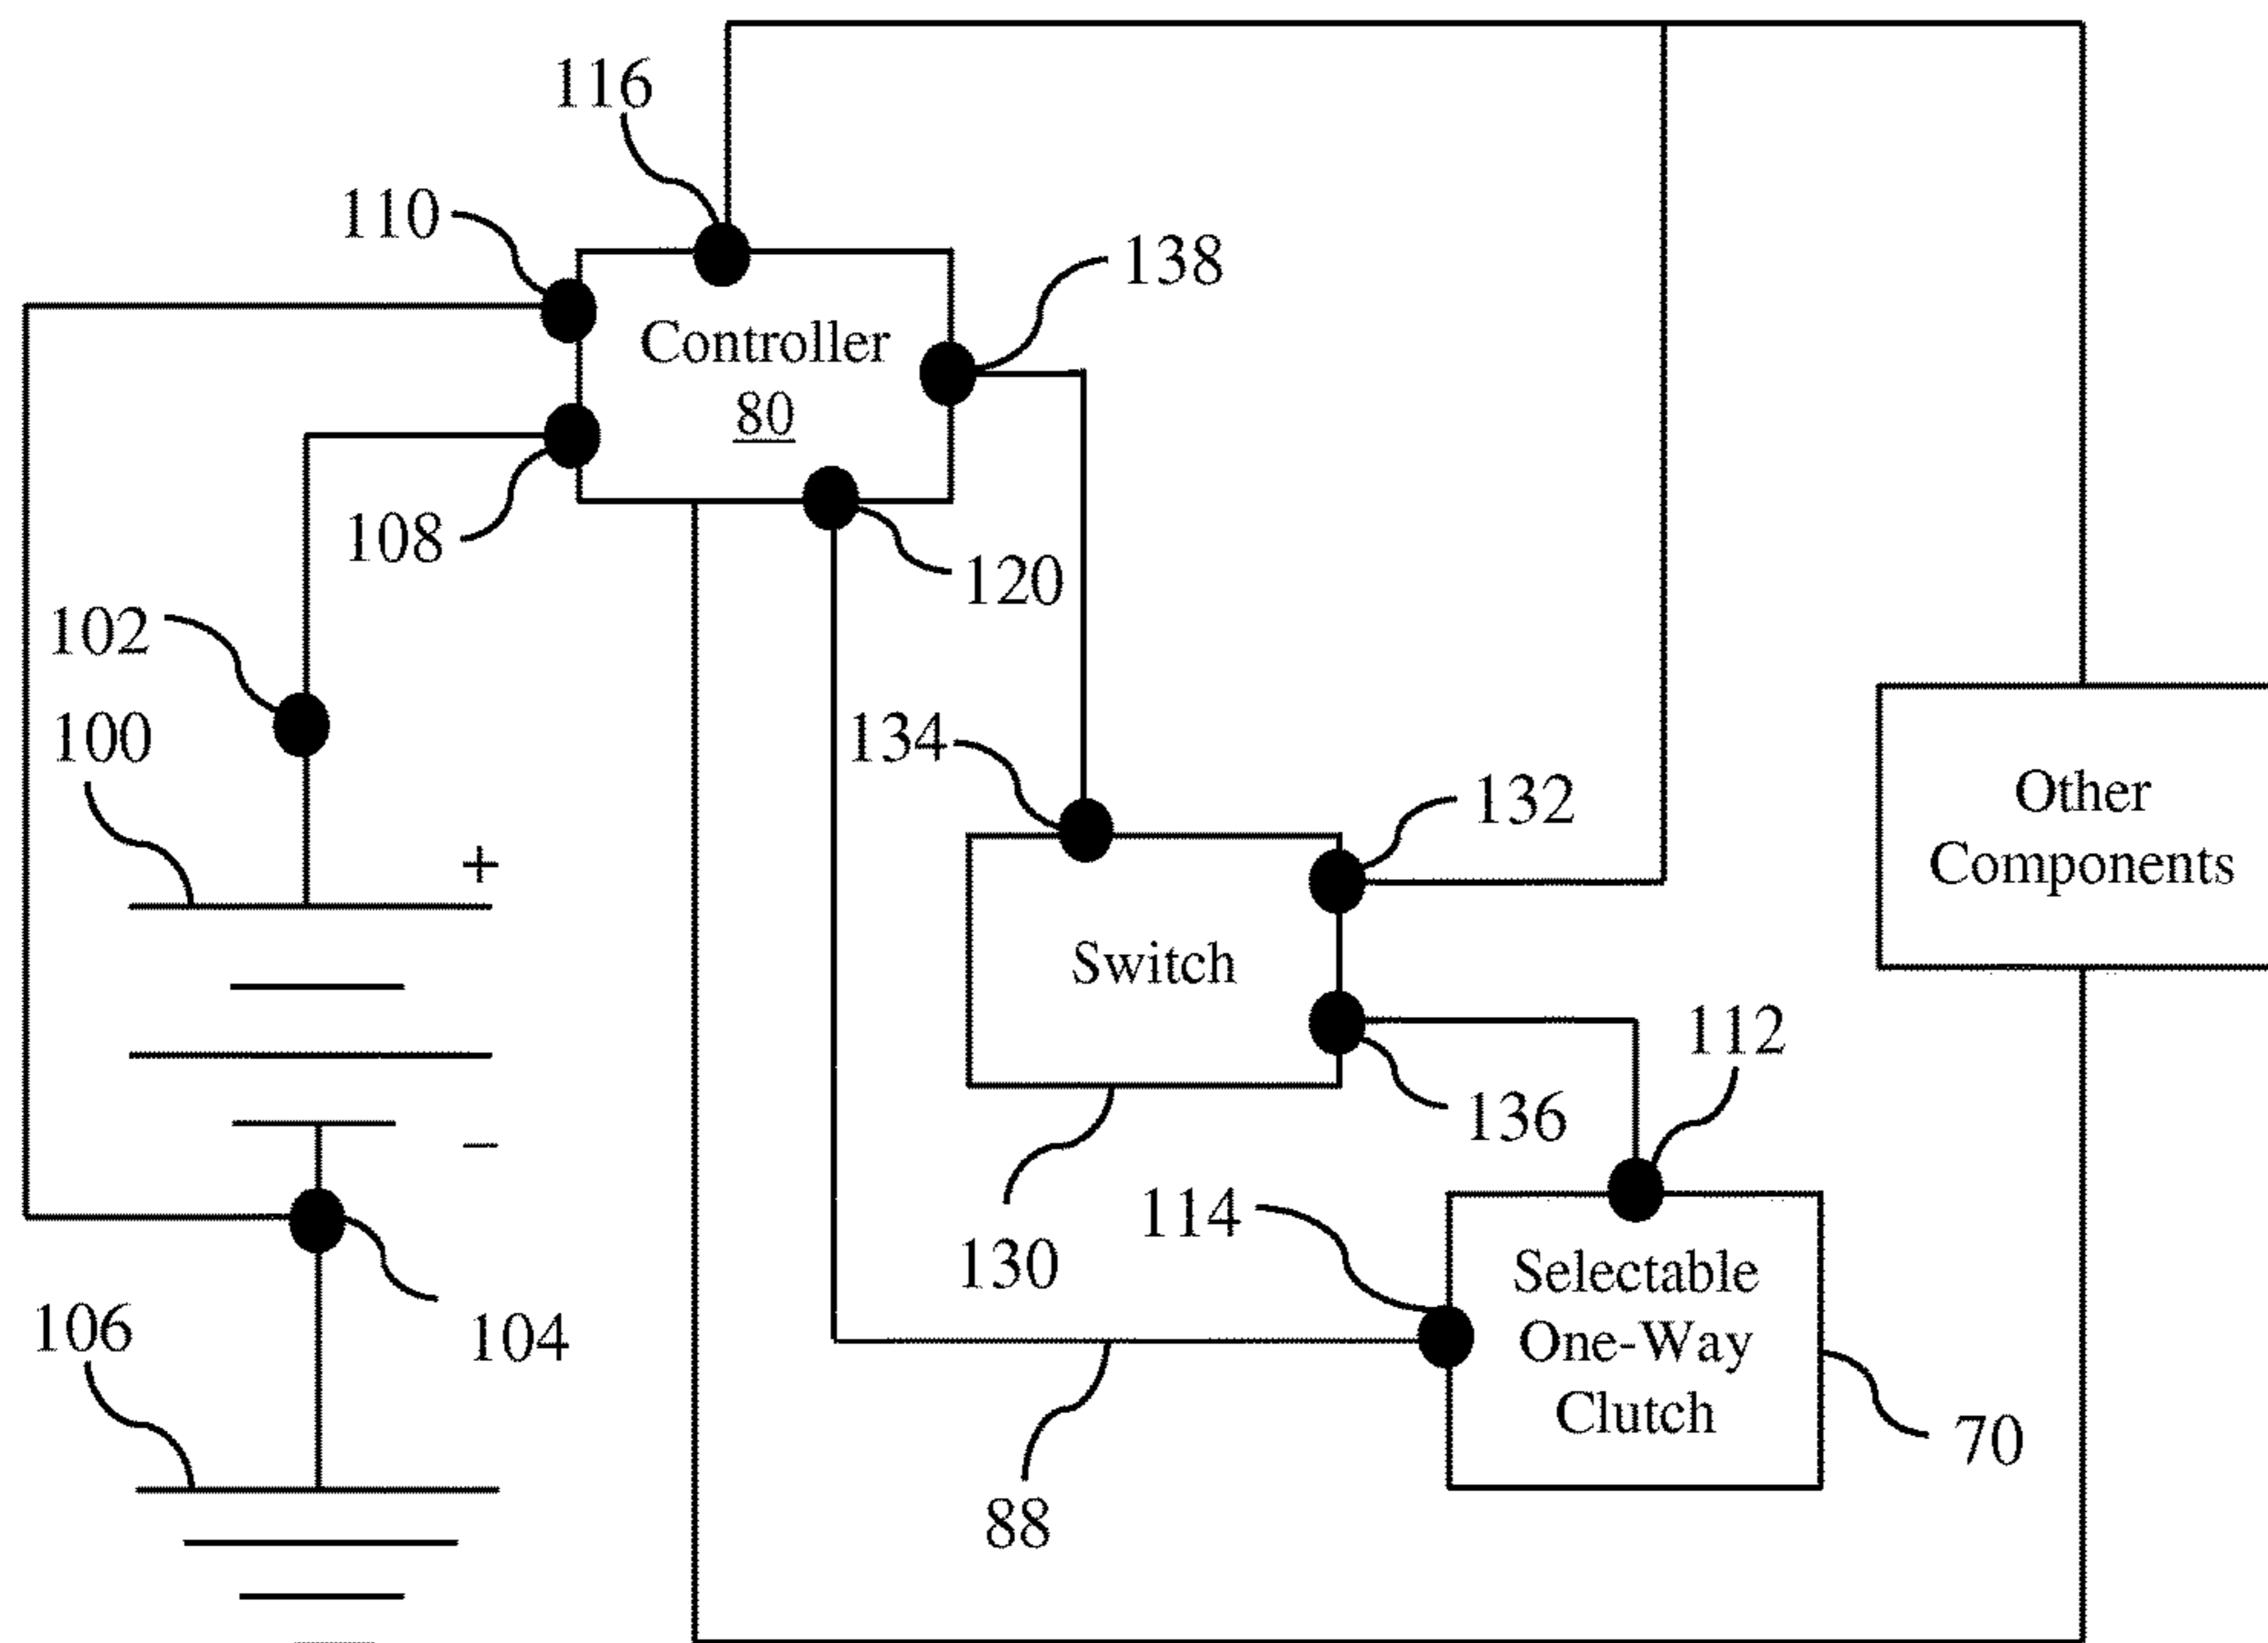 116
110
138
Controller
80
108
120
102
100
134
132
+
Other
Components
Switch
112
136
−
114
130
Selectable
One-Way
Clutch
106
104
70
88